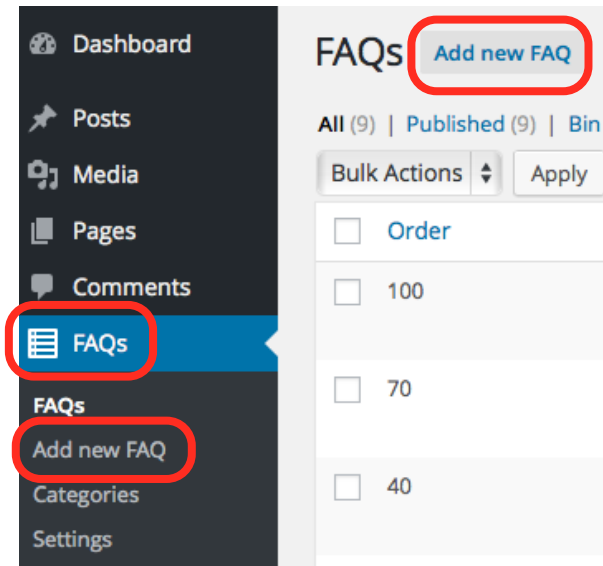 Dashboard
Posts
Media
Pages
Comments
FAQs
FAQs
Add new FAQ
Categories
Settings
FAQs Add new FAQ
All (9) | Published (9) | Bin
Bulk Actions Apply
Order
100
70
40